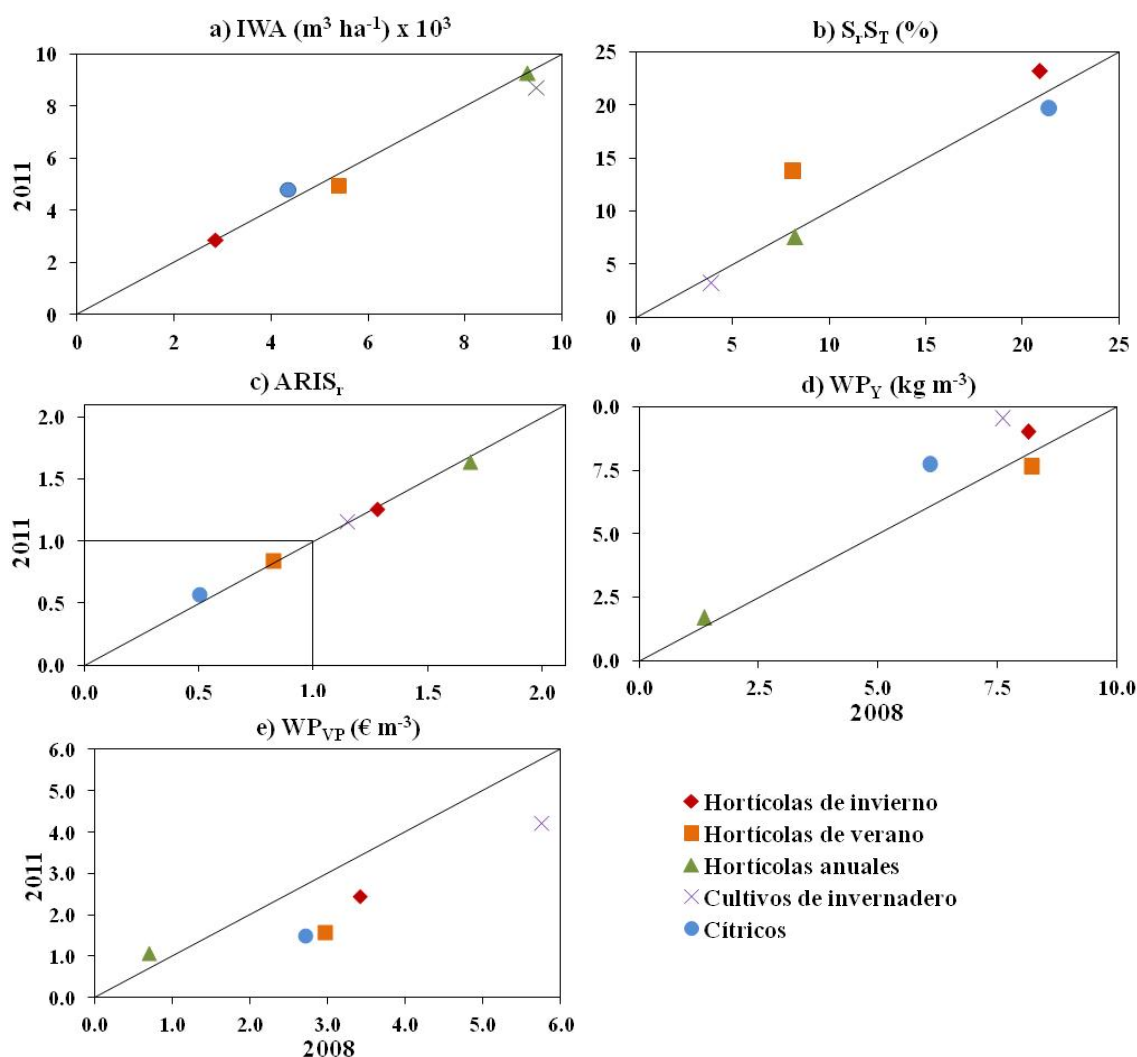 a) IWA (m³ ha⁻¹) x 10³
10
8
6
4
2
0
2011
0 2 4 6 8 10
b) SᵣS_T (%)
25
20
15
10
5
0
0 5 10 15 20 25
c) ARISᵣ
2.0
1.5
1.0
0.5
0.0
2011
0.0 0.5 1.0 1.5 2.0
d) WP_Y (kg m⁻³)
0.0
7.5
5.0
2.5
0.0
0.0 2.5 5.0 7.5 10.0
2008
e) WP_VP (€ m⁻³)
6.0
5.0
4.0
3.0
2.0
1.0
0.0
2011
0.0 1.0 2.0 3.0 4.0 5.0 6.0
2008
Hortícolas de invierno
Hortícolas de verano
Hortícolas anuales
Cultivos de invernadero
Cítricos